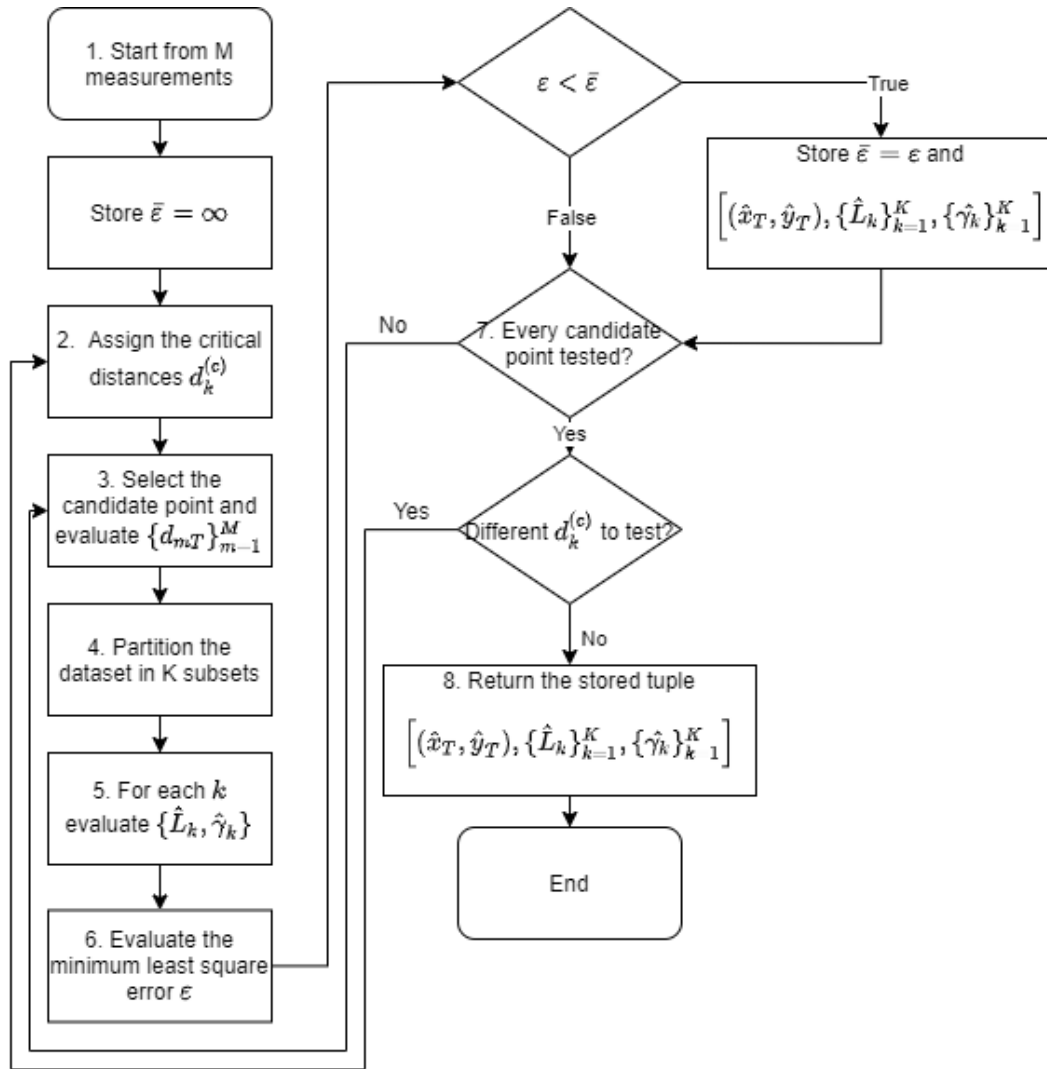 1. Start from M
measurements
Store ε̄ = ∞
2. Assign the critical
distances d_k^(c)
3. Select the
candidate point and
evaluate {d_mT}_{m=1}^M
4. Partition the
dataset in K subsets
5. For each k
evaluate {L̂_k, γ̂_k}
6. Evaluate the
minimum least square
error ε
ε < ε̄
True
False
Store ε̄ = ε and
[(x̂_T, ŷ_T), {L̂_k}_{k=1}^K, {γ̂_k}_{k=1}^K]
7. Every candidate
point tested?
No
Yes
Different d_k^(c) to test?
Yes
No
8. Return the stored tuple
[(x̂_T, ŷ_T), {L̂_k}_{k=1}^K, {γ̂_k}_{k=1}^K]
End